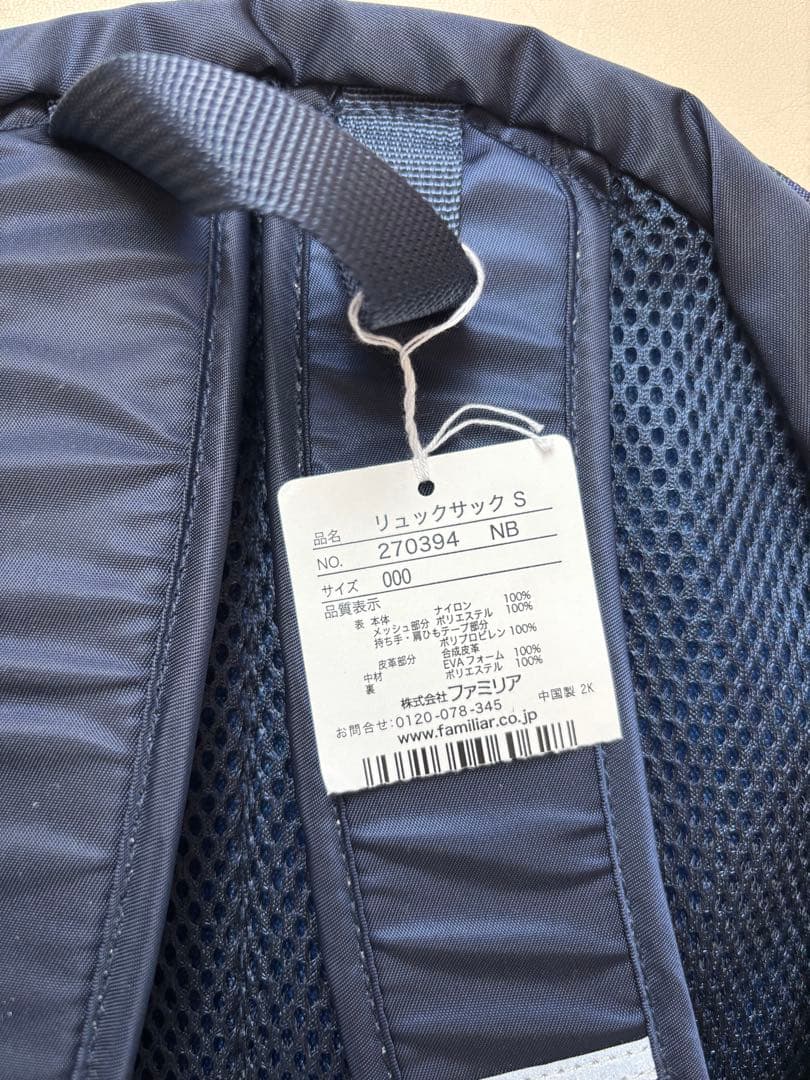 品名 リュックサック S
NO. 270394 NB
サイズ 000
品質表示
表 本体 ナイロン 100%
メッシュ部分 ポリエステル 100%
持ち手・肩ひもテープ部分
ポリプロピレン 100%
皮革部分 合成皮革
中材 EVAフォーム 100%
裏 ポリエステル 100%
株式会社ファミリア
お問合せ:0120-078-345 中国製 2K
www.familiar.co.jp